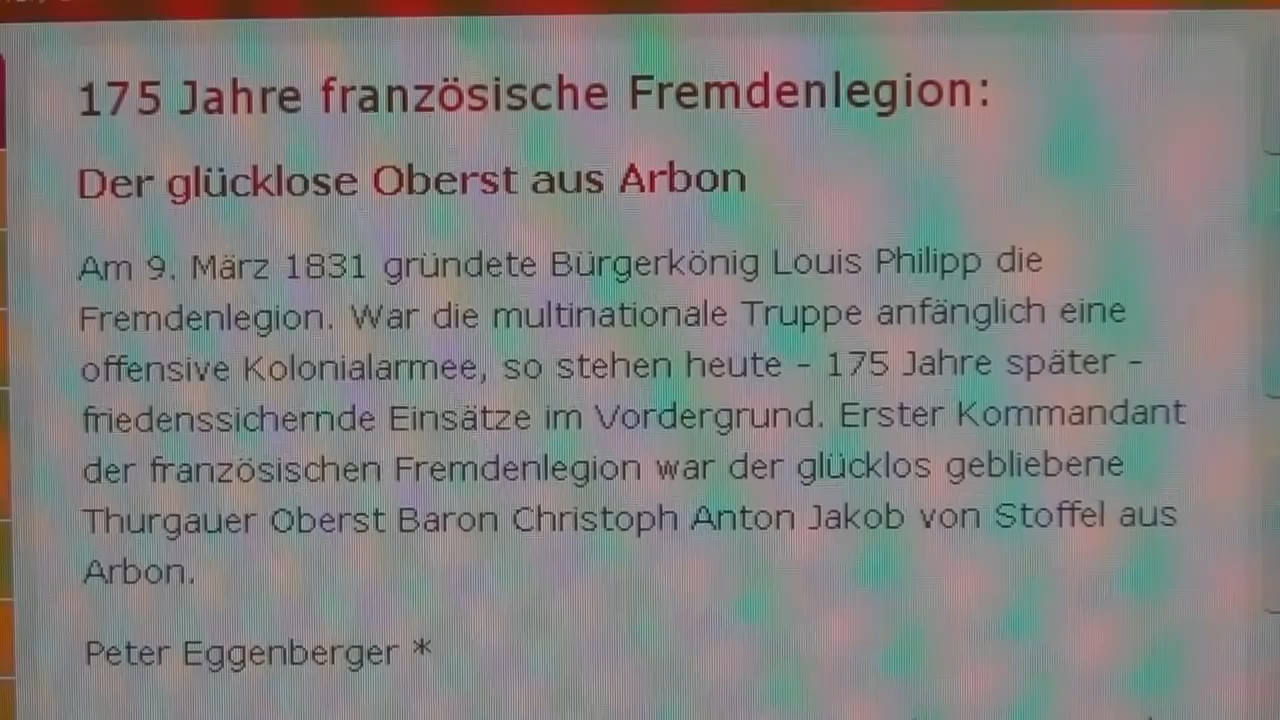 175 Jahre französische Fremdenlegion:
Der glücklose Oberst aus Arbon
Am 9. März 1831 gründete Bürgerkönig Louis Philipp die
Fremdenlegion. War die multinationale Truppe anfänglich eine
offensive Kolonialarmee, so stehen heute - 175 Jahre später -
friedenssichernde Einsätze im Vordergrund. Erster Kommandant
der französischen Fremdenlegion war der glücklos gebliebene
Thurgauer Oberst Baron Christoph Anton Jakob von Stoffel aus
Arbon.
Peter Eggenberger *